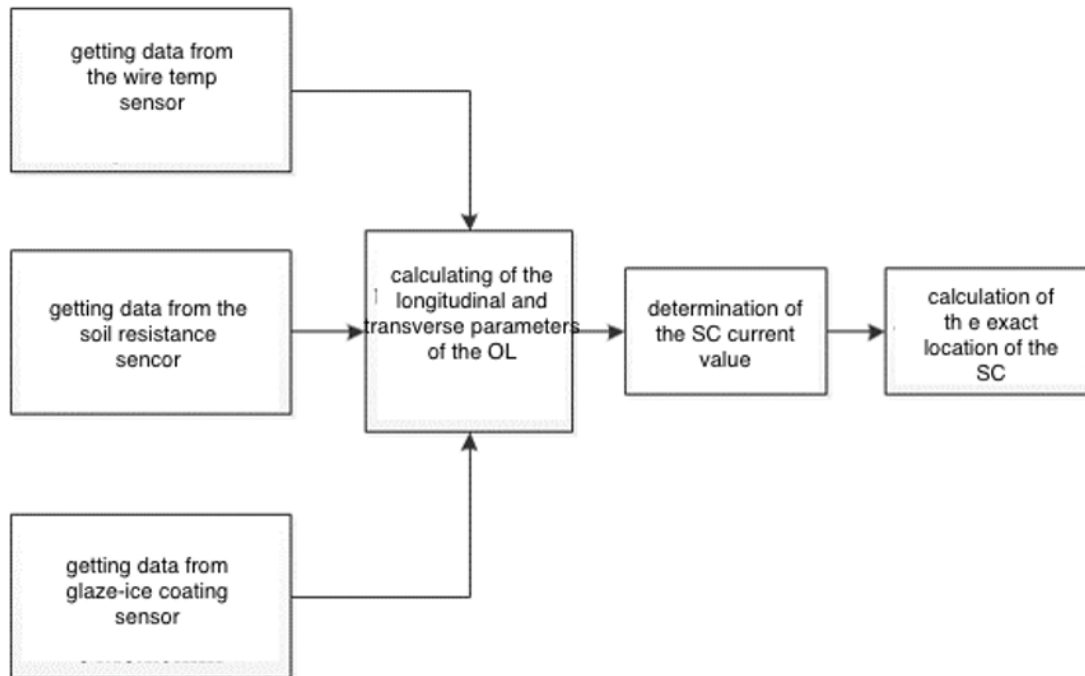 getting data from
the wire temp
sensor
getting data from the
soil resistance
sencor
getting data from
glaze-ice coating
sensor
calculating of the
longitudinal and
transverse parameters
of the OL
determination of
the SC current
value
calculation of
th e exact
location of the
SC